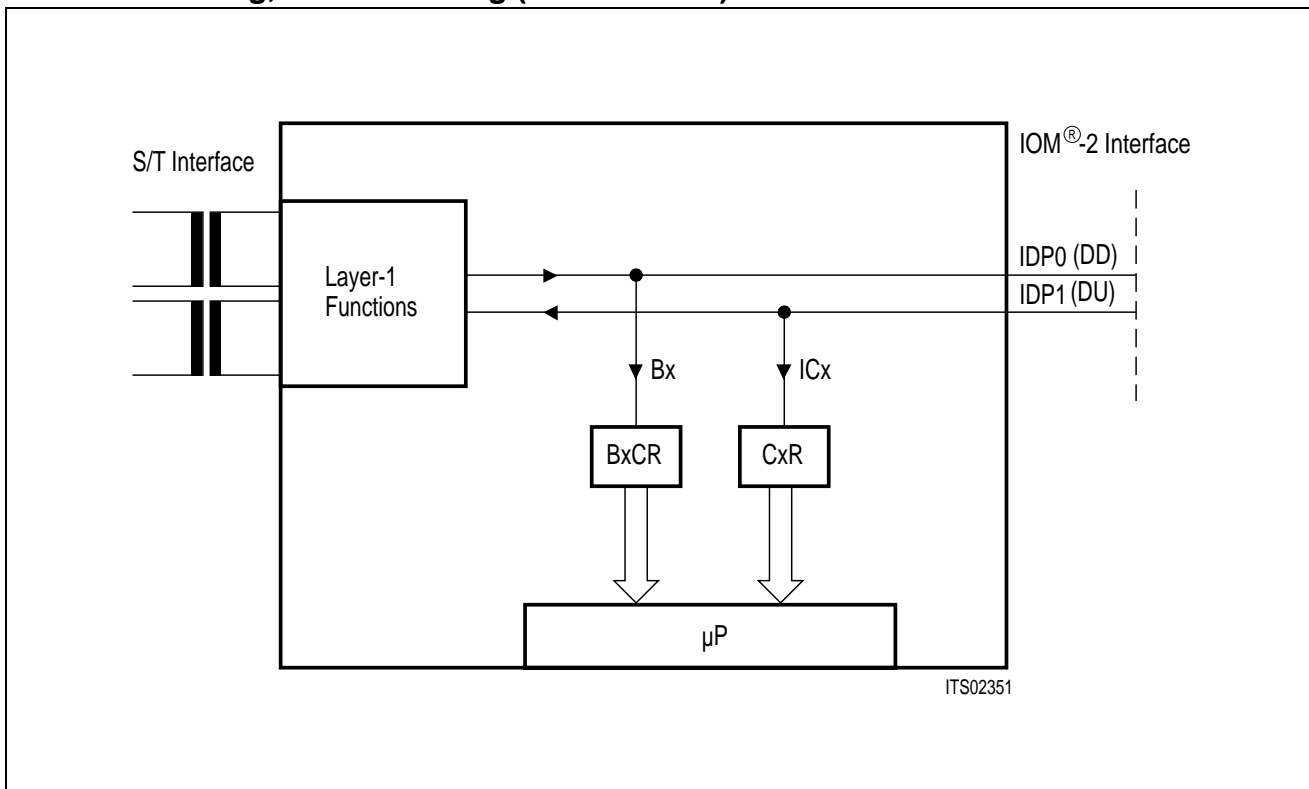 S/T Interface
IOM®-2 Interface
Layer-1
Functions
IDP0 (DD)
IDP1 (DU)
Bx
ICx
BxCR
CxR
µP
ITS02351